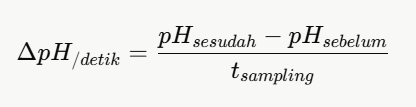 ΔpH/detik = (pHsesudah − pHsebelum) / tsampling